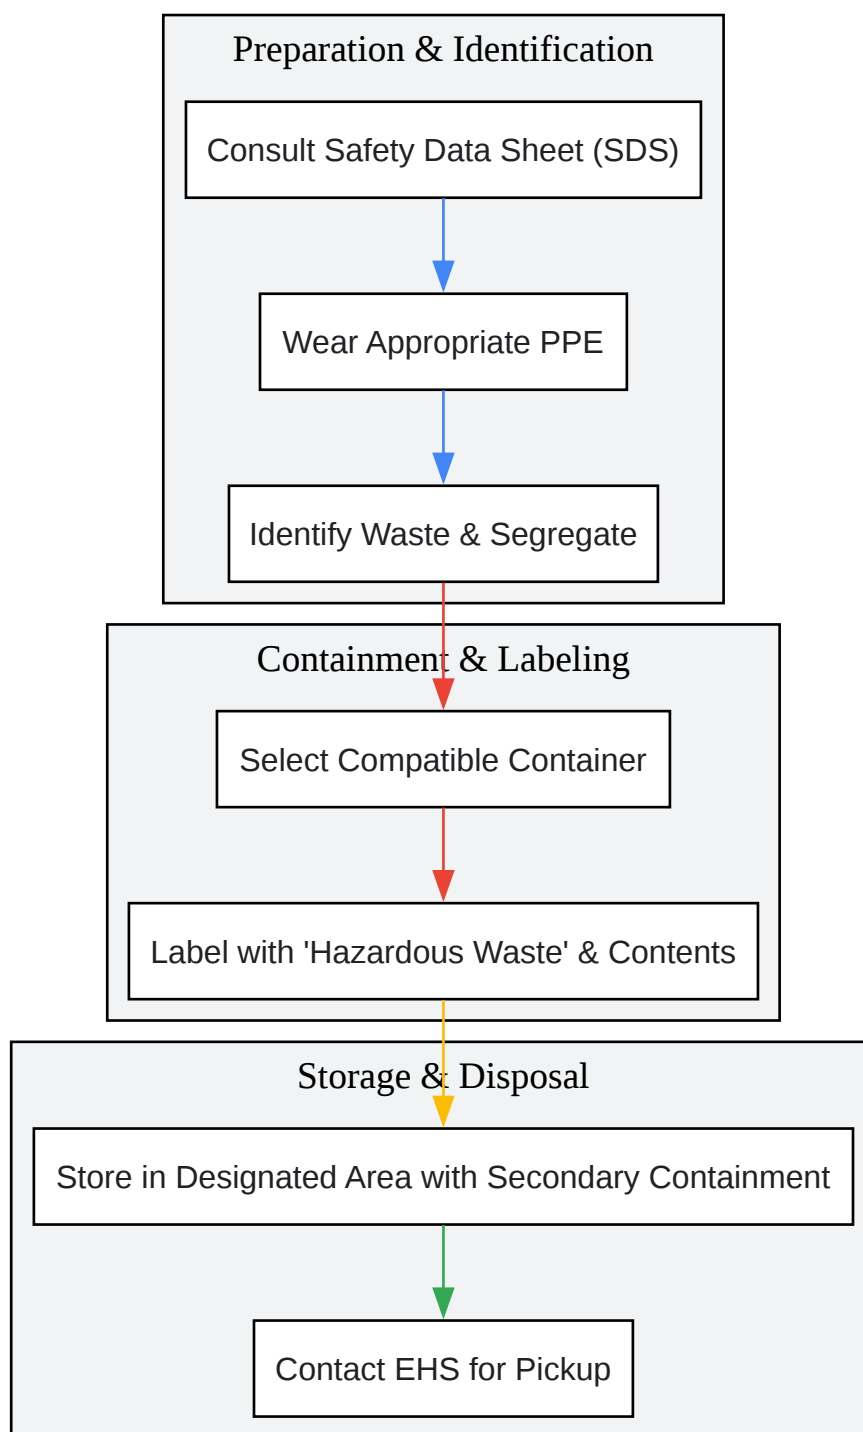 Preparation & Identification
Consult Safety Data Sheet (SDS)
Wear Appropriate PPE
Identify Waste & Segregate
Containment & Labeling
Select Compatible Container
Label with 'Hazardous Waste' & Contents
Storage & Disposal
Store in Designated Area with Secondary Containment
Contact EHS for Pickup